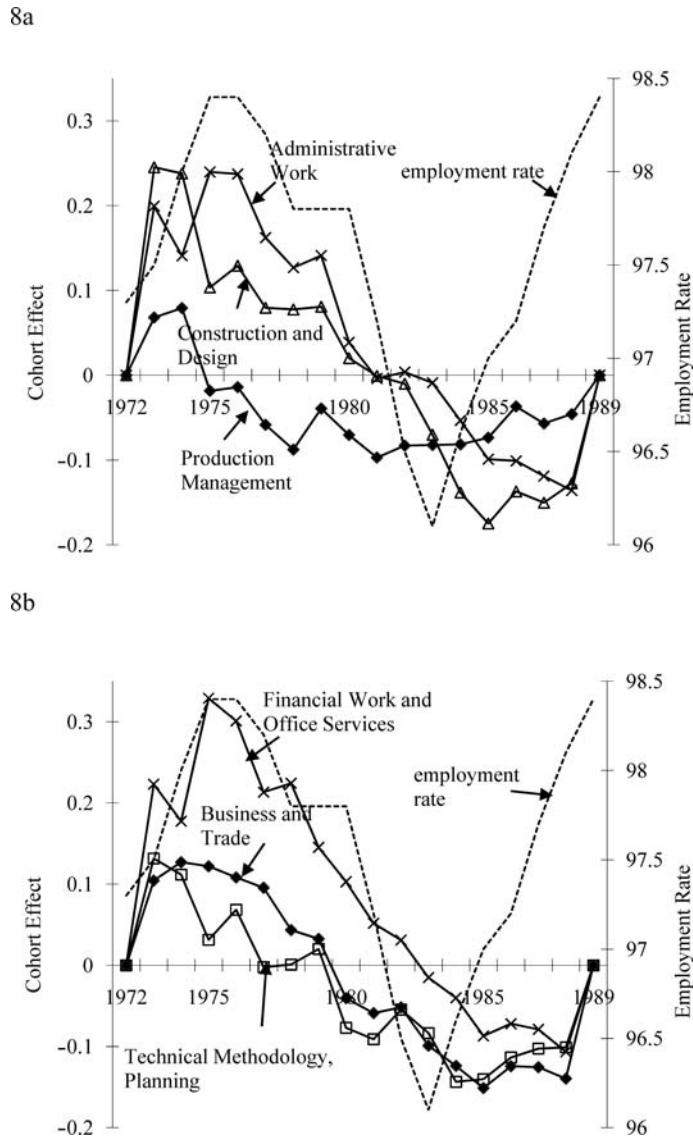 8a
98.5
0.3
Administrative
Work
employment rate
98
0.2
97.5
0.1
Construction and
Design
97
0
1972
1975
1980
1985
1989
Production
Management
96.5
-0.1
-0.2
96
Cohort Effect
Employment Rate
8b
98.5
0.3
Financial Work and
Office Services
98
employment
rate
0.2
Business and
Trade
97.5
0.1
97
0
1972
1975
1980
1985
1989
Technical Methodology,
Planning
96.5
-0.1
-0.2
96
Cohort Effect
Employment Rate